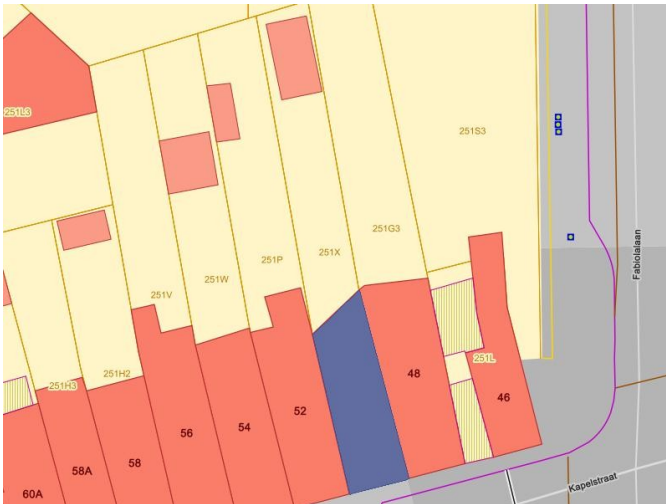 251L3
251S3
Fabiolalaan
251G3
251X
251P
251W
251V
251H2
251H3
251L
48
46
52
54
56
58
58A
60A
Kapelstraat